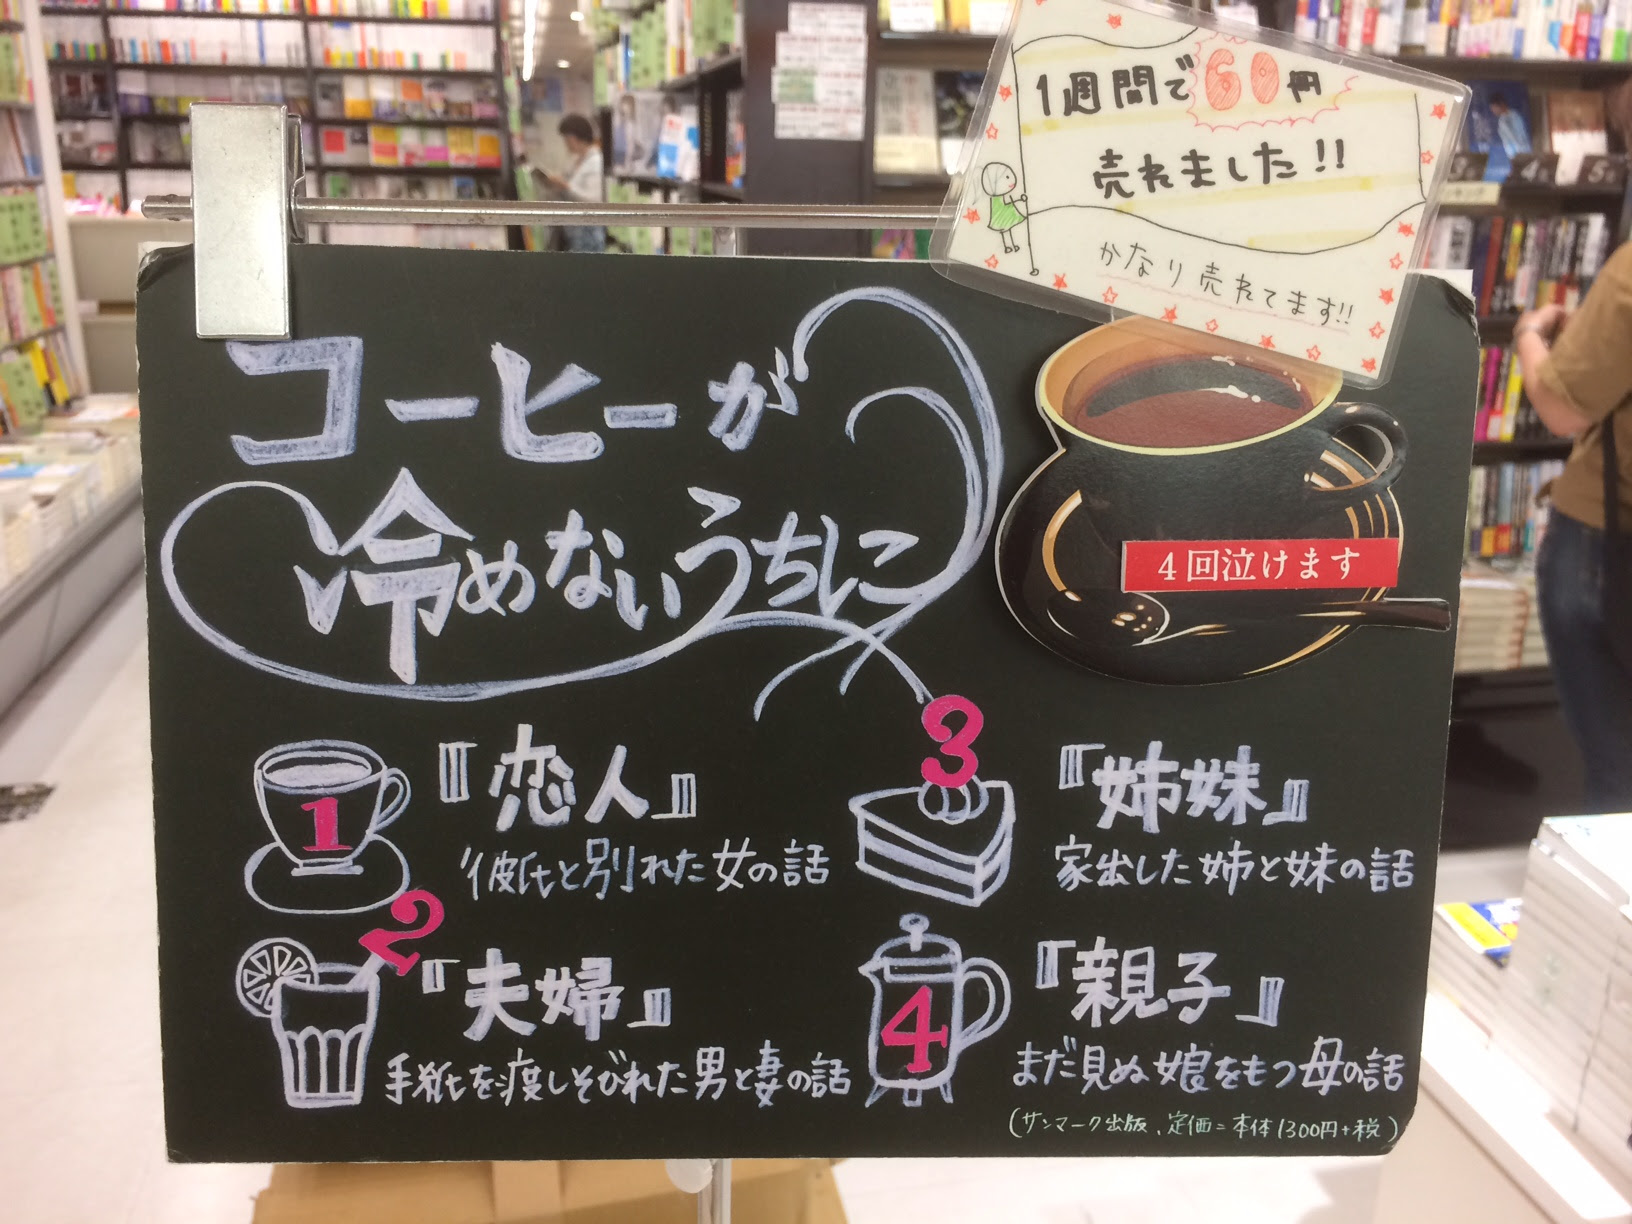 1週間で60冊
売れました!!
かなり売れてます!!
コーヒーが
冷めないうちに
4回泣けます
1
『恋人』
彼氏と別れた女の話
2
『夫婦』
手紙を渡しそびれた男と妻の話
3
『姉妹』
家出した姉と妹の話
4
『親子』
まだ見ぬ娘をもつ母の話
(サンマーク出版、定価=本体1300円+税)